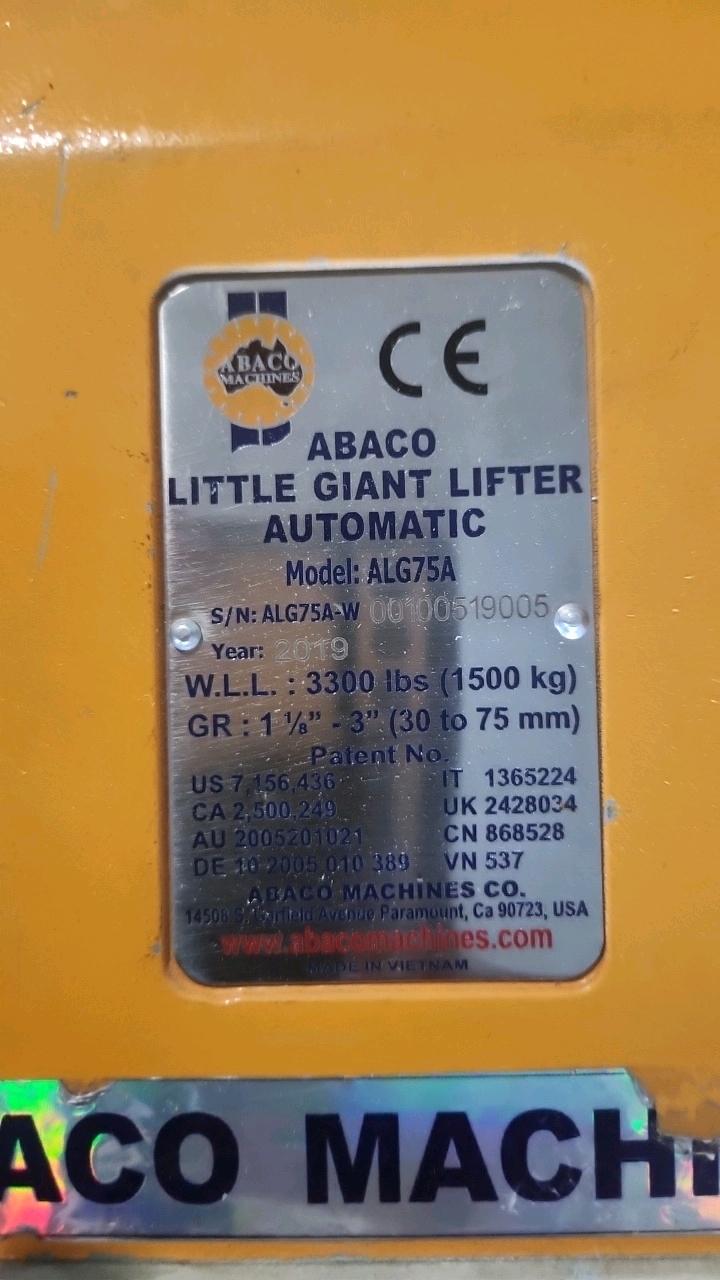 ABACO
MACHINES
CE
ABACO
LITTLE GIANT LIFTER
AUTOMATIC
Model: ALG75A
S/N: ALG75A-W 00100519005
Year: 2019
W.L.L. : 3300 lbs (1500 kg)
GR : 1 ⅛” - 3” (30 to 75 mm)
Patent No.
US 7,156,436 IT 1365224
CA 2,500,249 UK 2428034
AU 2005201021 CN 868528
DE 10 2005 010 389 VN 537
ABACO MACHINES CO.
14508 S. Garfield Avenue Paramount, Ca 90723, USA
www.abacomachines.com
MADE IN VIETNAM
ACO MACHI